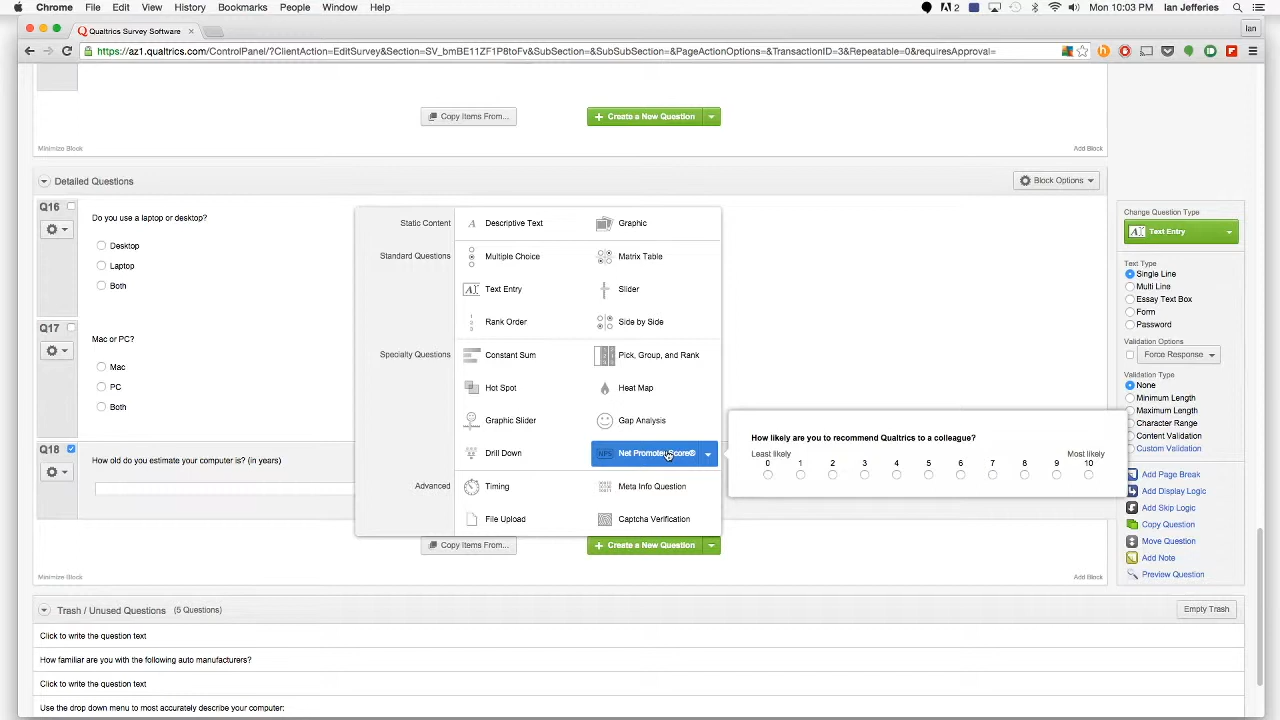 Chrome File Edit View History Bookmarks People Window Help
2 Mon 10:03 PM Ian Jefferies
Qualtrics Survey Software
Ian
https://az1.qualtrics.com/ControlPanel/?ClientAction=EditSurvey&Section=SV_bmBE11ZF1P8toFv&SubSection=&SubSubSection=&PageActionOptions=&TransactionID=3&Repeatable=0&requiresApproval=
Copy Items From...
Create a New Question
Minimize Block
Add Block
Detailed Questions
Block Options
Q16
Do you use a laptop or desktop?
Desktop
Laptop
Both
Q17
Mac or PC?
Mac
PC
Both
Q18
How old do you estimate your computer is? (in years)
Static Content
Descriptive Text
Graphic
Standard Questions
Multiple Choice
Matrix Table
Text Entry
Slider
Rank Order
Side by Side
Specialty Questions
Constant Sum
Pick, Group, and Rank
Hot Spot
Heat Map
Graphic Slider
Gap Analysis
Drill Down
NPS
Net Promoter Score®
Advanced
Timing
Meta Info Question
File Upload
Captcha Verification
How likely are you to recommend Qualtrics to a colleague?
Least likely
Most likely
0 1 2 3 4 5 6 7 8 9 10
Change Question Type
Text Entry
Text Type
Single Line
Multi Line
Essay Text Box
Form
Password
Validation Options
Force Response
Validation Type
None
Minimum Length
Maximum Length
Character Range
Content Validation
Custom Validation
Add Page Break
Add Display Logic
Add Skip Logic
Copy Question
Move Question
Add Note
Preview Question
Copy Items From...
Create a New Question
Minimize Block
Add Block
Trash / Unused Questions (5 Questions)
Empty Trash
Click to write the question text
How familiar are you with the following auto manufacturers?
Click to write the question text
Use the drop down menu to most accurately describe your computer: